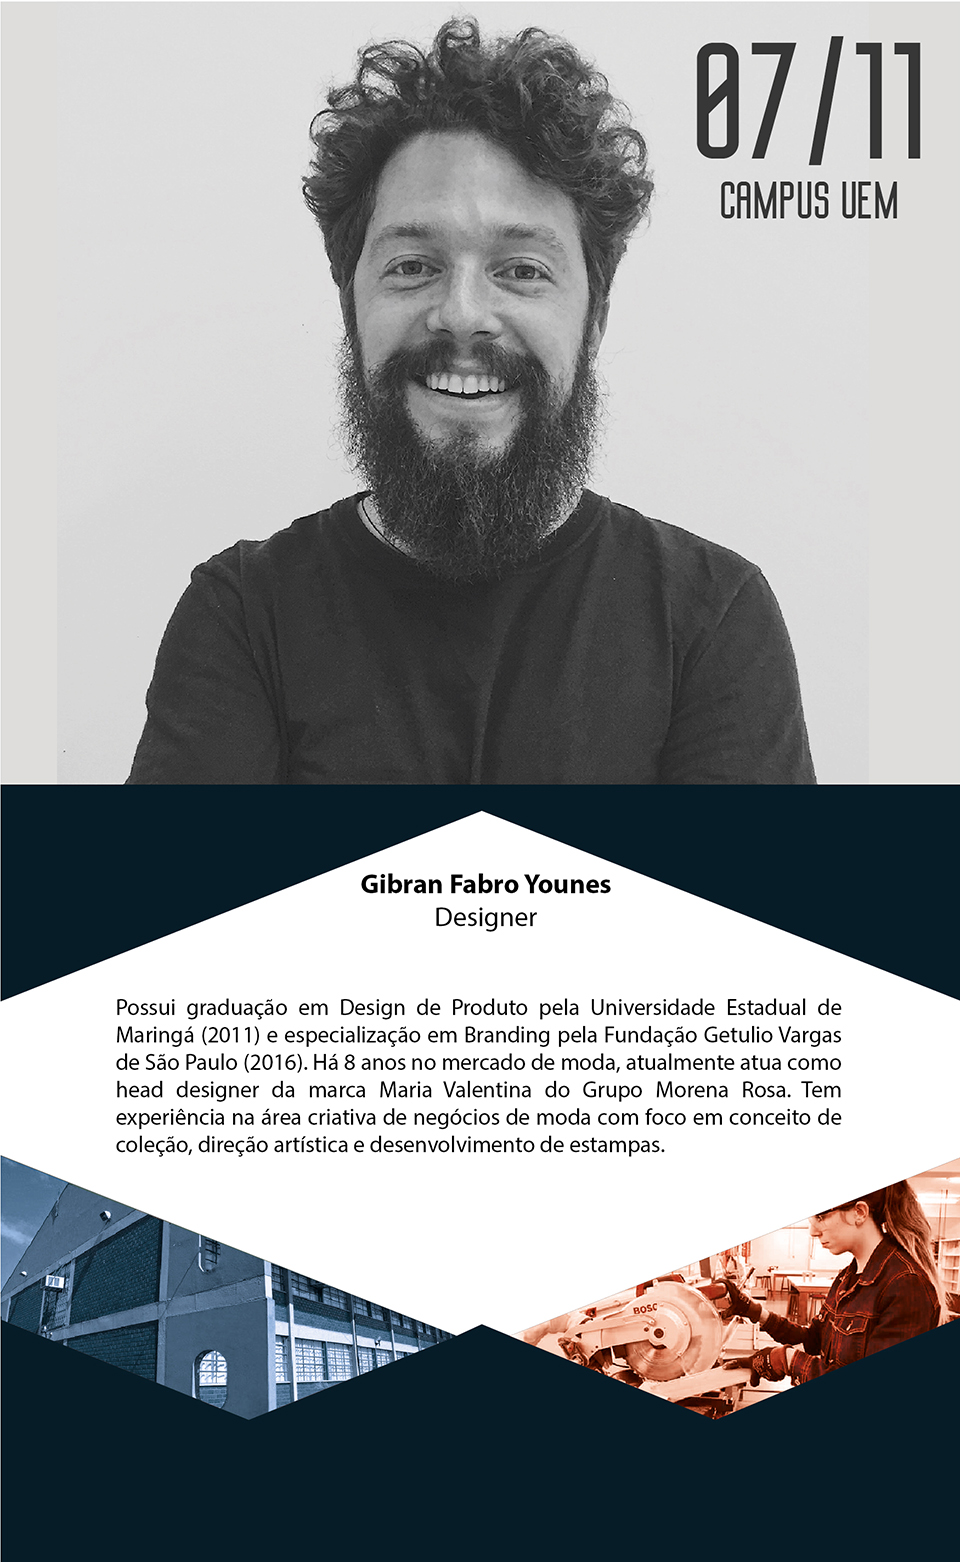 07/11
CAMPUS UEM
Gibran Fabro Younes
Designer
Possui graduação em Design de Produto pela Universidade Estadual de
Maringá (2011) e especialização em Branding pela Fundação Getulio Vargas
de São Paulo (2016). Há 8 anos no mercado de moda, atualmente atua como
head designer da marca Maria Valentina do Grupo Morena Rosa. Tem
experiência na área criativa de negócios de moda com foco em conceito de
coleção, direção artística e desenvolvimento de estampas.
BOSC